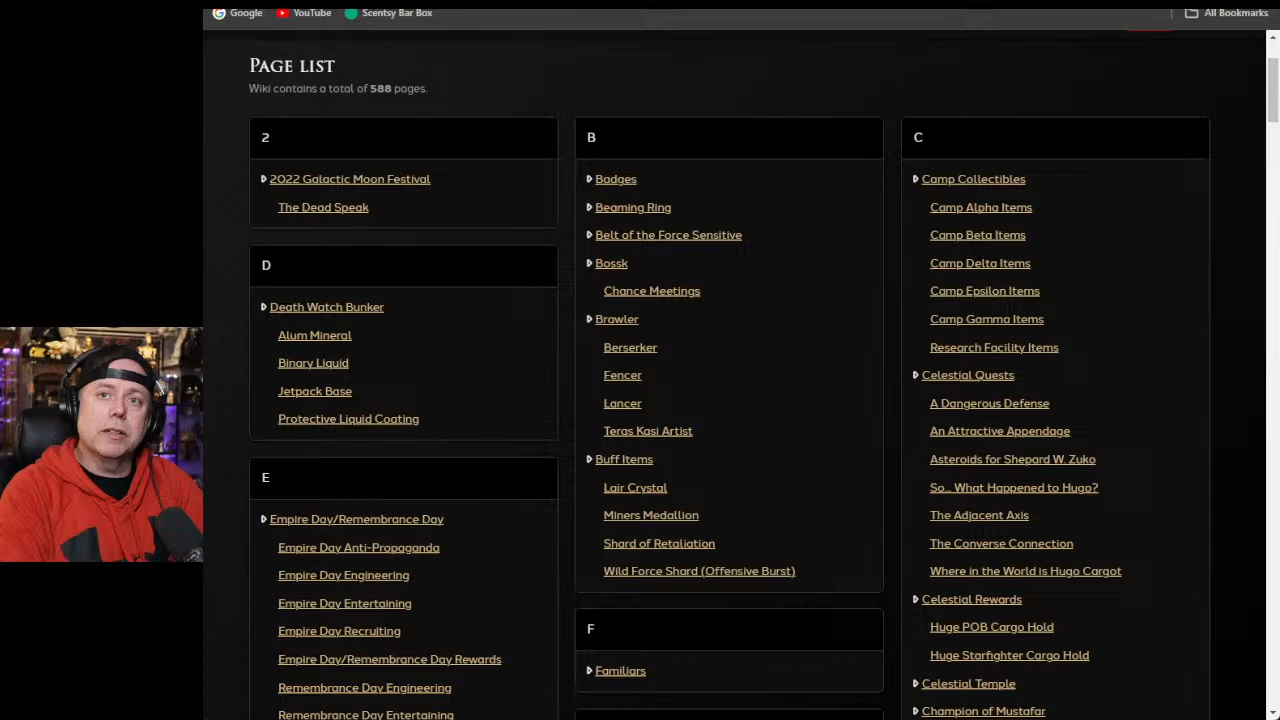 Google
YouTube
Scentsy Bar Box
All Bookmarks
PAGE LIST
Wiki contains a total of 588 pages.
2
2022 Galactic Moon Festival
The Dead Speak
D
Death Watch Bunker
Alum Mineral
Binary Liquid
Jetpack Base
Protective Liquid Coating
E
Empire Day/Remembrance Day
Empire Day Anti-Propaganda
Empire Day Engineering
Empire Day Entertaining
Empire Day Recruiting
Empire Day/Remembrance Day Rewards
Remembrance Day Engineering
Remembrance Day Entertaining
B
Badges
Beaming Ring
Belt of the Force Sensitive
Bossk
Chance Meetings
Brawler
Berserker
Fencer
Lancer
Teras Kasi Artist
Buff Items
Lair Crystal
Miners Medallion
Shard of Retaliation
Wild Force Shard (Offensive Burst)
F
Familiars
C
Camp Collectibles
Camp Alpha Items
Camp Beta Items
Camp Delta Items
Camp Epsilon Items
Camp Gamma Items
Research Facility Items
Celestial Quests
A Dangerous Defense
An Attractive Appendage
Asteroids for Shepard W. Zuko
So... What Happened to Hugo?
The Adjacent Axis
The Converse Connection
Where in the World is Hugo Cargot
Celestial Rewards
Huge POB Cargo Hold
Huge Starfighter Cargo Hold
Celestial Temple
Champion of Mustafar